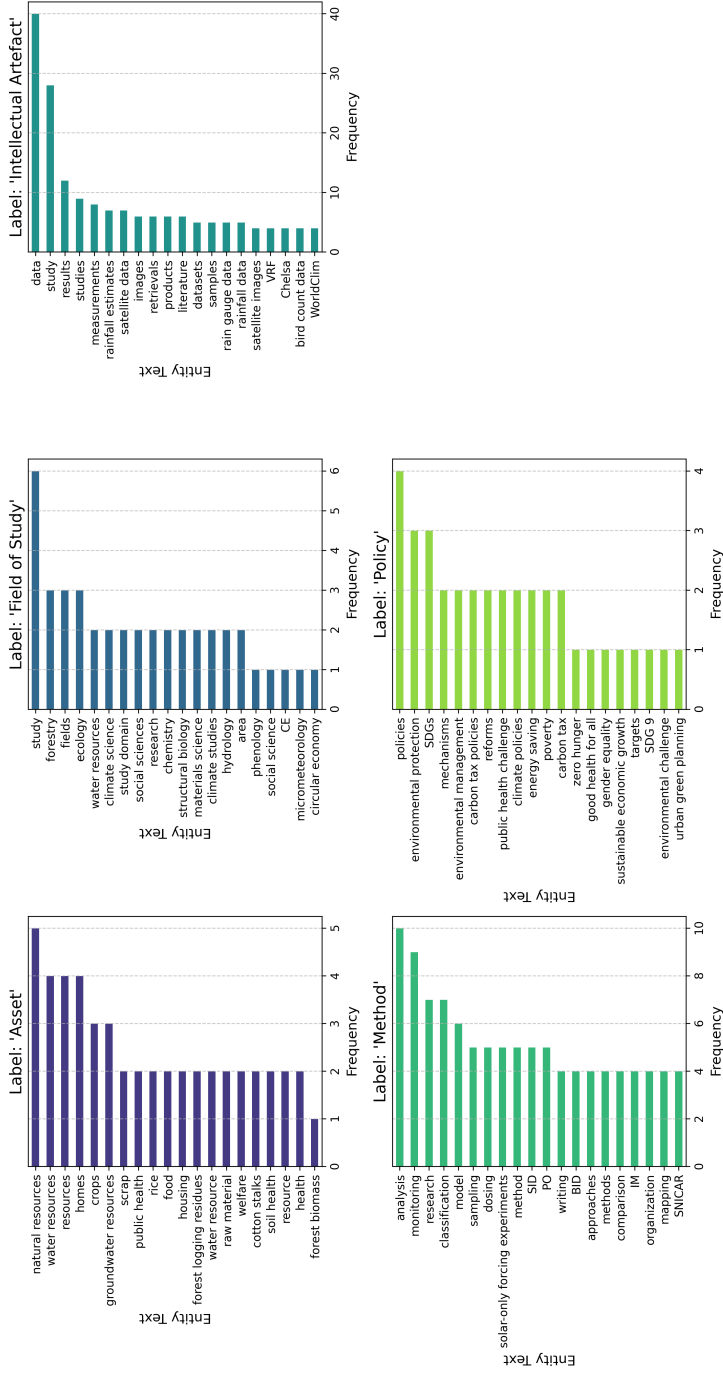 Label: 'Asset'
Entity Text
natural resources
water resources
resources
homes
crops
groundwater resources
scrap
public health
rice
food
housing
forest logging residues
water resource
raw material
welfare
cotton stalks
soil health
resource
health
forest biomass
0 1 2 3 4 5
Frequency
Label: 'Field of Study'
Entity Text
study
forestry
fields
ecology
water resources
climate science
study domain
social sciences
research
chemistry
structural biology
materials science
climate studies
hydrology
area
phenology
social science
CE
micrometeorology
circular economy
0 1 2 3 4 5 6
Frequency
Label: 'Intellectual Artefact'
Entity Text
data
study
results
studies
measurements
rainfall estimates
satellite data
images
retrievals
products
literature
datasets
samples
rain gauge data
rainfall data
satellite images
VRF
Chelsa
bird count data
WorldClim
0 10 20 30 40
Frequency
Label: 'Method'
Entity Text
analysis
monitoring
research
classification
model
sampling
dosing
solar-only forcing experiments
method
SID
PO
writing
BID
approaches
methods
comparison
IM
organization
mapping
SNICAR
0 2 4 6 8 10
Frequency
Label: 'Policy'
Entity Text
policies
environmental protection
SDGs
mechanisms
environmental management
carbon tax policies
reforms
public health challenge
climate policies
energy saving
poverty
carbon tax
zero hunger
good health for all
gender equality
sustainable economic growth
targets
SDG 9
environmental challenge
urban green planning
0 1 2 3 4
Frequency